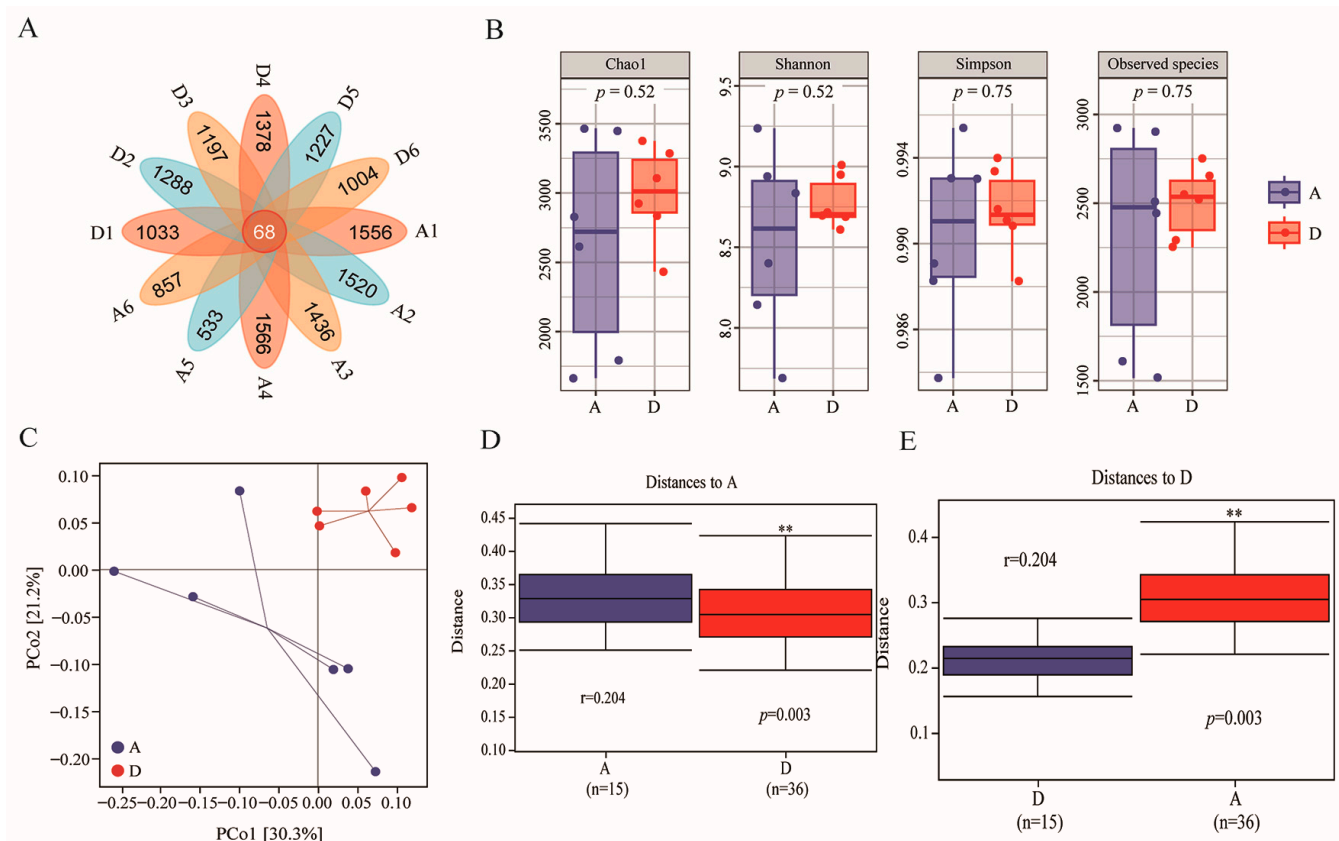 A
D4
D3
D5
1378
1197
1227
D2
D6
1288
1004
D1
1033
68
1556
A1
857
1520
A6
A2
533
1566
1436
A5
A4
A3
B
Chao1
p = 0.52
3500
3000
2500
2000
A
D
Shannon
p = 0.52
9.5
9.0
8.5
8.0
A
D
Simpson
p = 0.75
0.994
0.990
0.986
A
D
Observed species
p = 0.75
3000
2500
2000
1500
A
D
A
D
C
PCo2 [21.2%]
0.10
0.05
0.00
−0.05
−0.10
−0.15
−0.20
A
D
−0.25
−0.20
−0.15
−0.10
−0.05
0.00
0.05
0.10
PCo1 [30.3%]
D
Distances to A
Distance
0.45
0.40
0.35
0.30
0.25
0.20
0.15
0.10
**
r=0.204
p=0.003
A
(n=15)
D
(n=36)
E
Distances to D
Distance
0.4
0.3
0.2
0.1
**
r=0.204
p=0.003
D
(n=15)
A
(n=36)